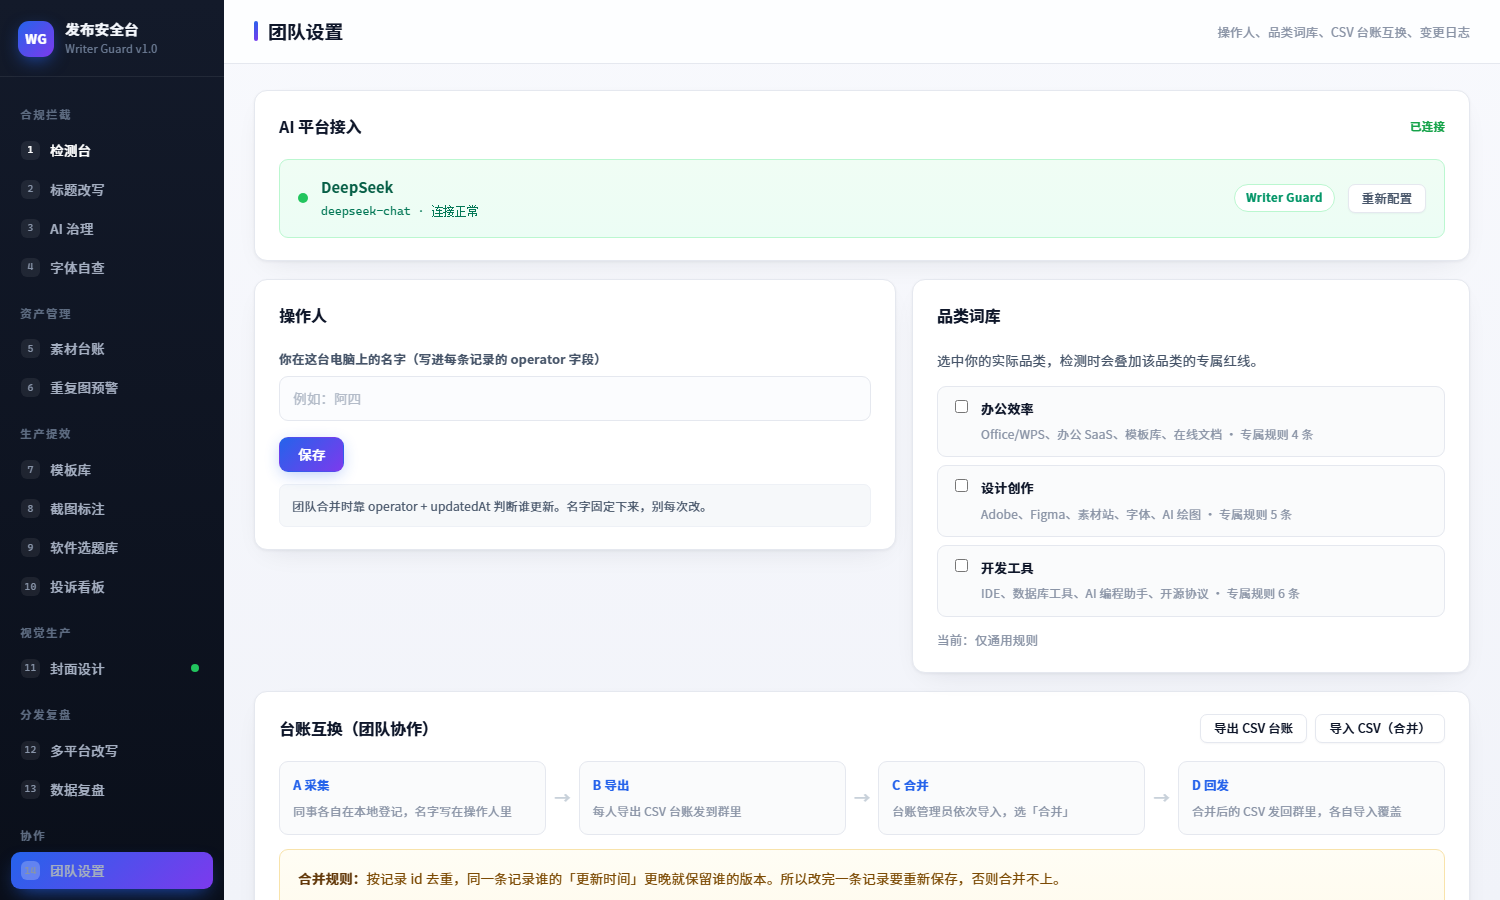 WG
发布安全台
Writer Guard v1.0
合规拦截
1 检测台
2 标题改写
3 AI 治理
4 字体自查
资产管理
5 素材台账
6 重复图预警
生产提效
7 模板库
8 截图标注
9 软件选题库
10 投诉看板
视觉生产
11 封面设计
分发复盘
12 多平台改写
13 数据复盘
协作
14 团队设置
团队设置
操作人、品类词库、CSV 台账互换、变更日志
AI 平台接入
已连接
DeepSeek
deepseek-chat · 连接正常
Writer Guard
重新配置
操作人
你在这台电脑上的名字（写进每条记录的 operator 字段）
例如：阿四
保存
团队合并时靠 operator + updatedAt 判断谁更新。名字固定下来，别每次改。
品类词库
选中你的实际品类，检测时会叠加该品类的专属红线。
办公效率
Office/WPS、办公 SaaS、模板库、在线文档 · 专属规则 4 条
设计创作
Adobe、Figma、素材站、字体、AI 绘图 · 专属规则 5 条
开发工具
IDE、数据库工具、AI 编程助手、开源协议 · 专属规则 6 条
当前：仅通用规则
台账互换（团队协作）
导出 CSV 台账
导入 CSV（合并）
A 采集
同事各自在本地登记，名字写在操作人里
→
B 导出
每人导出 CSV 台账发到群里
→
C 合并
台账管理员依次导入，选「合并」
→
D 回发
合并后的 CSV 发回群里，各自导入覆盖
合并规则：按记录 id 去重，同一条记录谁的「更新时间」更晚就保留谁的版本。所以改完一条记录要重新保存，否则合并不上。